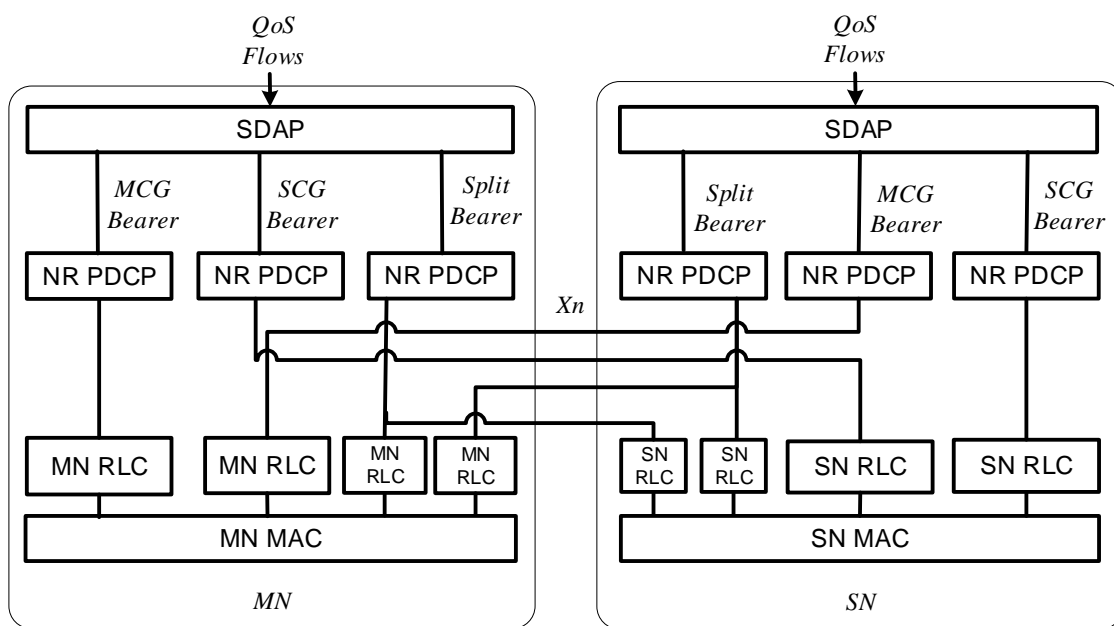 QoS
Flows
QoS
Flows
SDAP
SDAP
MCG
Bearer
SCG
Bearer
Split
Bearer
Split
Bearer
MCG
Bearer
SCG
Bearer
NR PDCP
NR PDCP
NR PDCP
NR PDCP
NR PDCP
NR PDCP
Xn
MN RLC
MN RLC
MN
RLC
MN
RLC
SN
RLC
SN
RLC
SN RLC
SN RLC
MN MAC
SN MAC
MN
SN